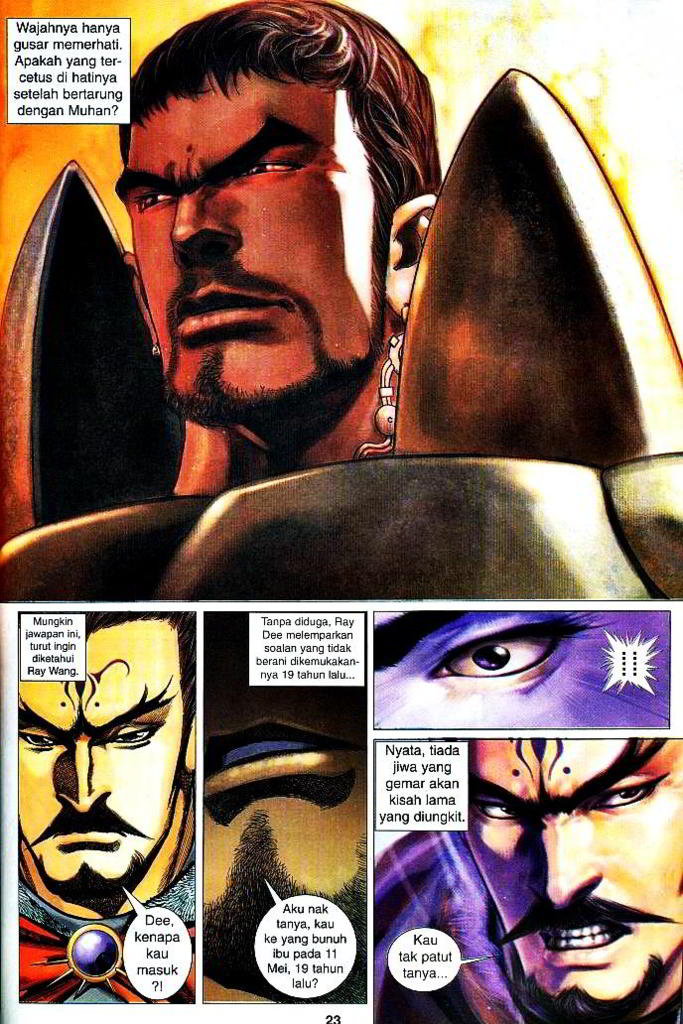 Wajahnya hanya
gusar memerhati.
Apakah yang ter-
cetus di hatinya
setelah bertarung
dengan Muhan?
Mungkin
jawapan ini,
turut ingin
diketahui
Ray Wang.
Dee,
kenapa
kau
masuk
?!
Tanpa diduga, Ray
Dee melemparkan
soalan yang tidak
berani dikemukakan-
nya 19 tahun lalu...
Aku nak
tanya, kau
ke yang bunuh
ibu pada 11
Mei, 19 tahun
lalu?
!!
Nyata, tiada
jiwa yang
gemar akan
kisah lama
yang diungkit.
Kau
tak patut
tanya...
23